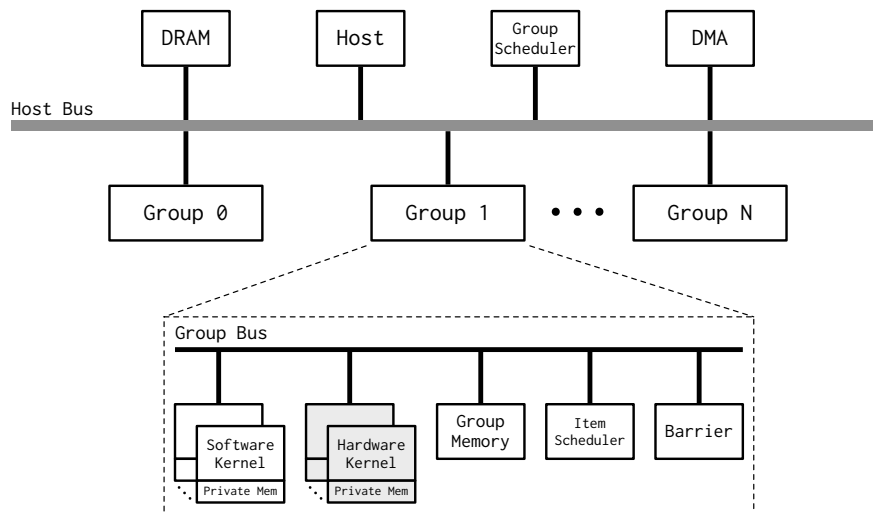 DRAM
Host
Group
Scheduler
DMA
Host Bus
Group 0
Group 1
Group N
Group Bus
Software
Kernel
Private Mem
Hardware
Kernel
Private Mem
Group
Memory
Item
Scheduler
Barrier